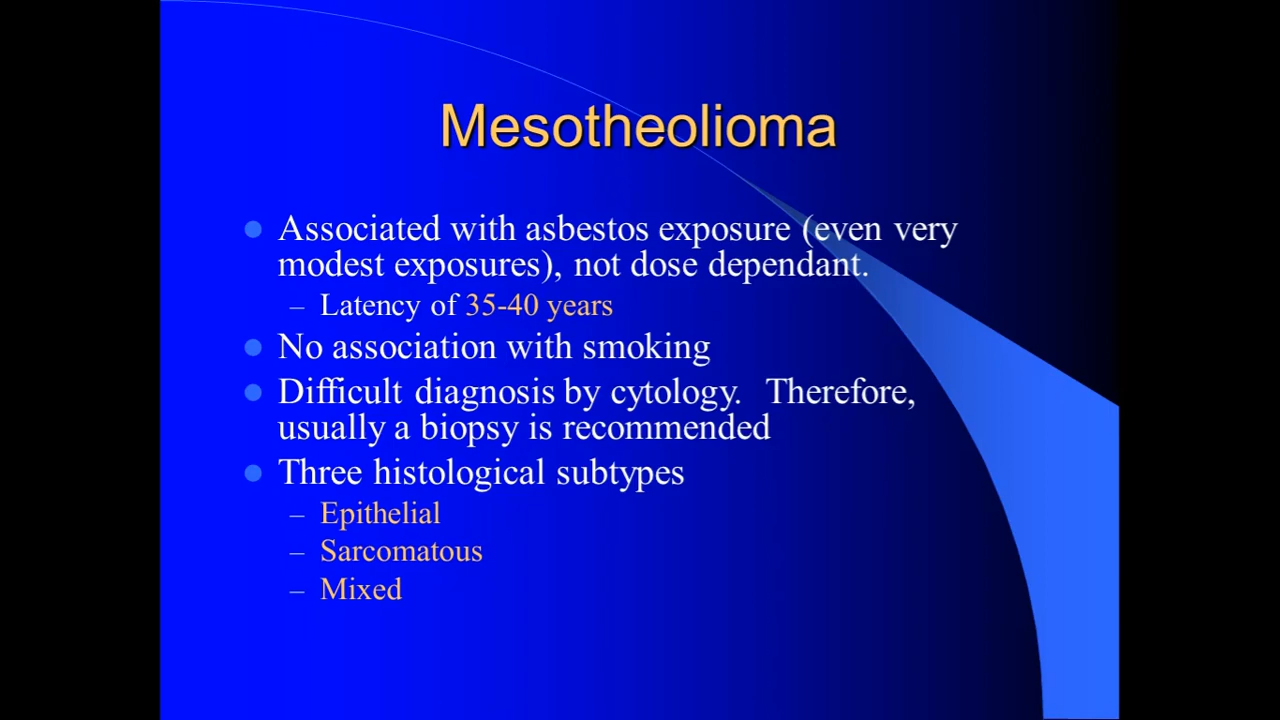 Mesotheolioma
Associated with asbestos exposure (even very
modest exposures), not dose dependant.
– Latency of 35-40 years
No association with smoking
Difficult diagnosis by cytology.  Therefore,
usually a biopsy is recommended
Three histological subtypes
– Epithelial
– Sarcomatous
– Mixed